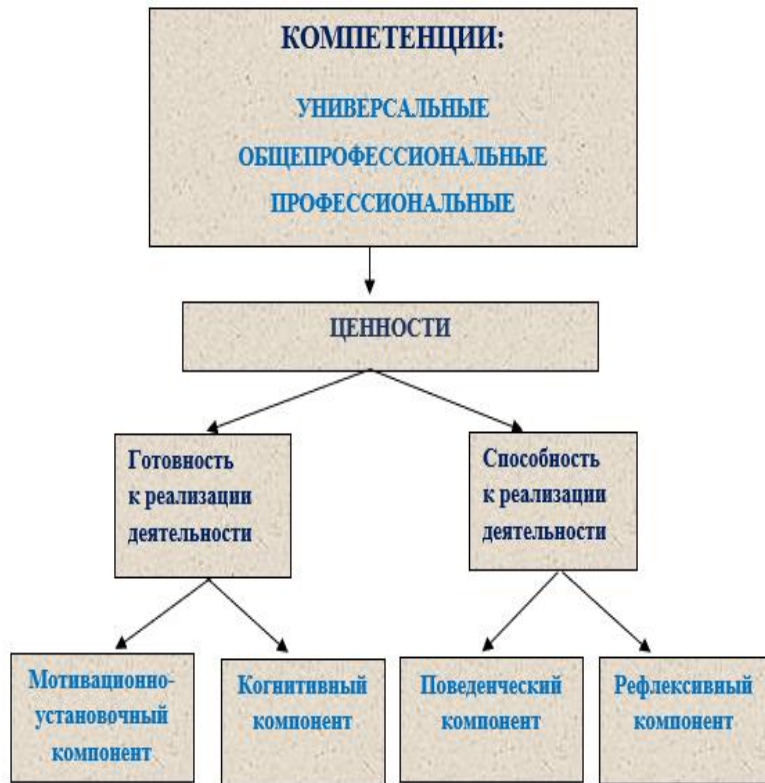 КОМПЕТЕНЦИИ:
УНИВЕРСАЛЬНЫЕ
ОБЩЕПРОФЕССИОНАЛЬНЫЕ
ПРОФЕССИОНАЛЬНЫЕ
ЦЕННОСТИ
Готовность
к реализации
деятельности
Способность
к реализации
деятельности
Мотивационно-
установочный
компонент
Когнитивный
компонент
Поведенческий
компонент
Рефлексивный
компонент